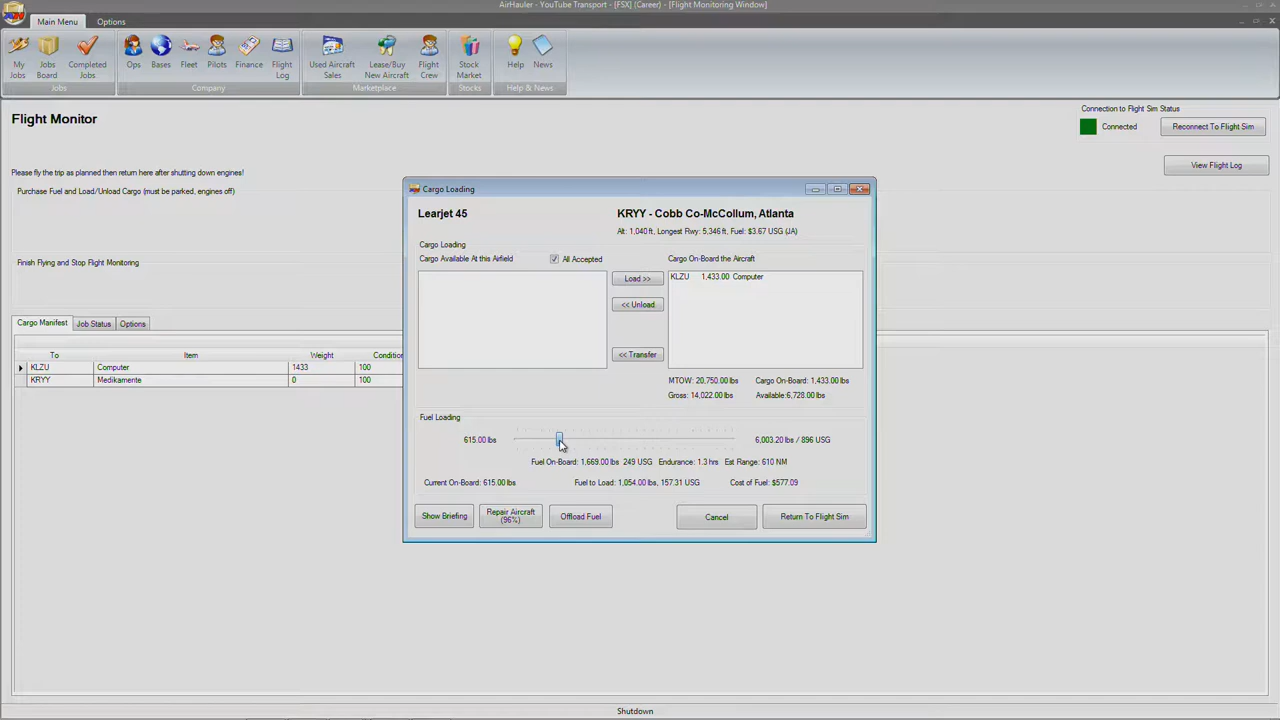 AirHauler - YouTube Transport - [FSX] (Career) - [Flight Monitoring Window]
Main Menu Options
My Jobs
Jobs Board
Completed Jobs
Ops
Bases
Fleet
Pilots
Finance
Flight Log
Used Aircraft Sales
Lease/Buy New Aircraft
Flight Crew
Stock Market
Help
News
Jobs Company Marketplace Stocks Help & News
Flight Monitor
Connection to Flight Sim Status
Connected
Reconnect To Flight Sim
View Flight Log
Please fly the trip as planned then return here after shutting down engines!
Purchase Fuel and Load/Unload Cargo (must be parked, engines off)
Finish Flying and Stop Flight Monitoring
Cargo Manifest Job Status Options
To Item Weight Conditio
KLZU Computer 1433 100
KRYY Medikamente 0 100
Cargo Loading
Learjet 45
KRYY - Cobb Co-McCollum, Atlanta
Alt: 1,040 ft, Longest Rwy: 5,346 ft, Fuel: $3.67 USG (JA)
Cargo Loading
Cargo Available At this Airfield All Accepted
Cargo On-Board the Aircraft
Load >>
<< Unload
<< Transfer
KLZU 1,433.00 Computer
MTOW: 20,750.00 lbs Cargo On-Board: 1,433.00 lbs
Gross: 14,022.00 lbs Available: 6,728.00 lbs
Fuel Loading
615.00 lbs 6,003.20 lbs / 896 USG
Fuel On-Board: 1,669.00 lbs 249 USG Endurance: 1.3 hrs Est Range: 610 NM
Current On-Board: 615.00 lbs Fuel to Load: 1,054.00 lbs, 157.31 USG Cost of Fuel: $577.09
Show Briefing
Repair Aircraft (96%)
Offload Fuel
Cancel
Return To Flight Sim
Shutdown